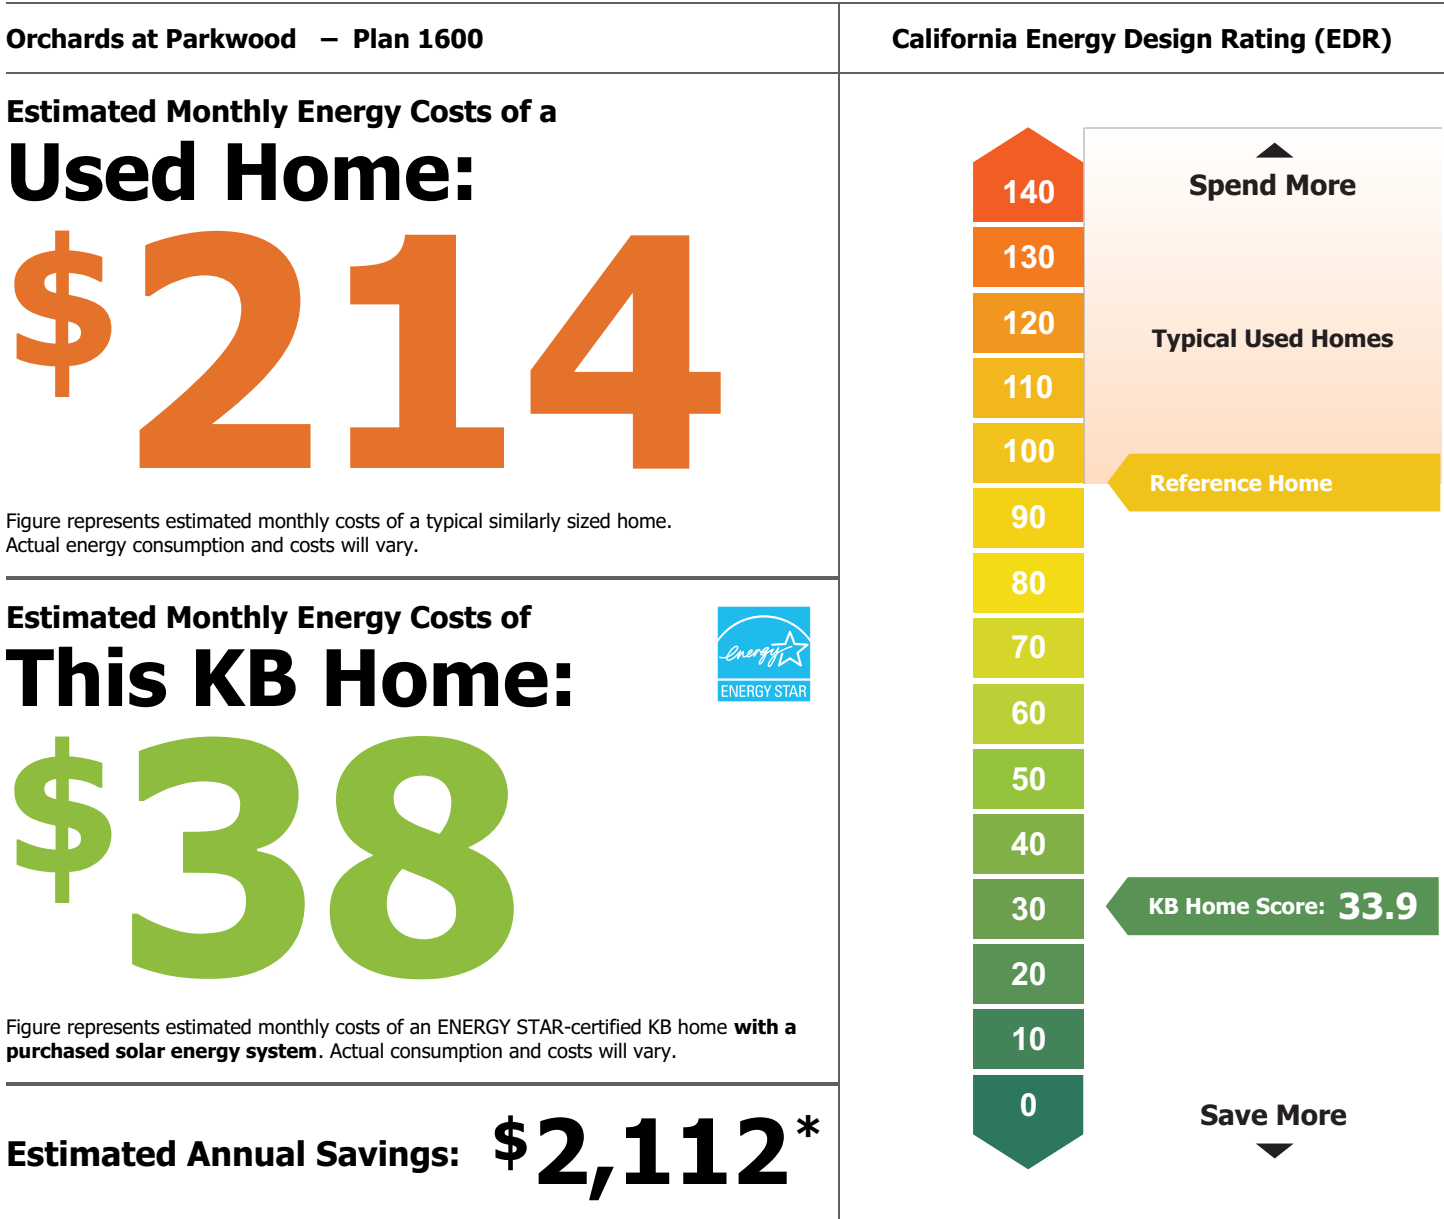 Orchards at Parkwood – Plan 1600
Estimated Monthly Energy Costs of a
Used Home:
$214
Figure represents estimated monthly costs of a typical similarly sized home.
Actual energy consumption and costs will vary.
Estimated Monthly Energy Costs of
This KB Home:
energy
ENERGY STAR
$38
Figure represents estimated monthly costs of an ENERGY STAR-certified KB home with a
purchased solar energy system. Actual consumption and costs will vary.
Estimated Annual Savings: $2,112*
California Energy Design Rating (EDR)
140
130
120
110
100
90
80
70
60
50
40
30
20
10
0
Spend More
Typical Used Homes
Reference Home
KB Home Score: 33.9
Save More